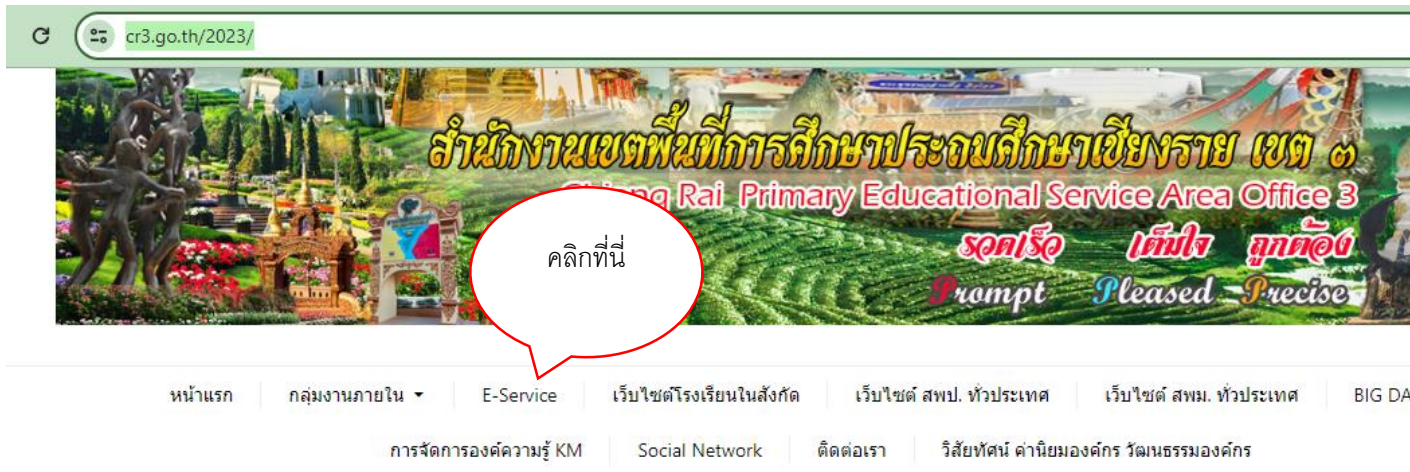 cr3.go.th/2023/
สำนักงานเขตพื้นที่การศึกษาประถมศึกษาเชียงราย เขต ๓
Rai Primary Educational Service Area Office 3
รวดเร็ว เต็มใจ ถูกต้อง
Prompt Pleased Precise
คลิกที่นี่
หน้าแรก กลุ่มงานภายใน E-Service เว็บไซต์โรงเรียนในสังกัด เว็บไซต์ สพป. ทั่วประเทศ เว็บไซต์ สพม. ทั่วประเทศ BIG DA
การจัดการองค์ความรู้ KM Social Network ติดต่อเรา วิสัยทัศน์ ค่านิยมองค์กร วัฒนธรรมองค์กร